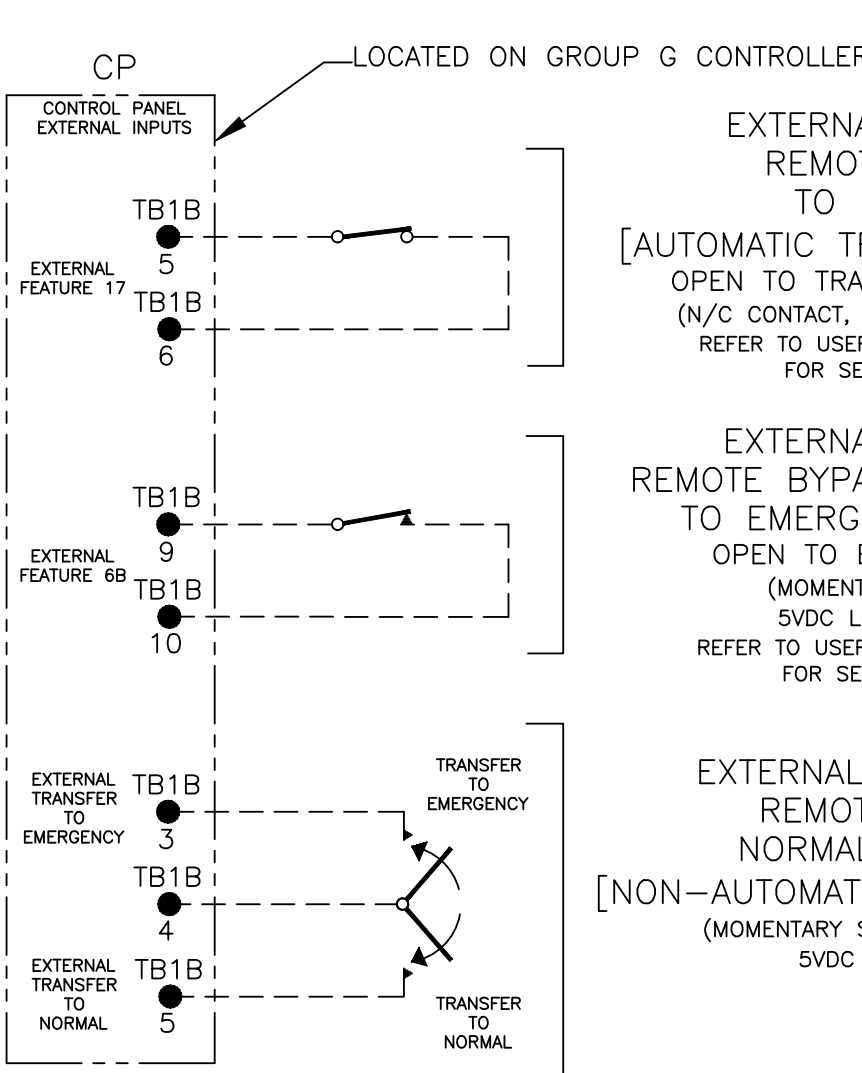 CP
LOCATED ON GROUP G CONTROLLER
CONTROL PANEL
EXTERNAL INPUTS
TB1B
5
EXTERNAL
FEATURE 17
TB1B
6
EXTERNA
REMOT
TO
[AUTOMATIC TR
OPEN TO TRA
(N/C CONTACT,
REFER TO USER
FOR SE
TB1B
9
EXTERNAL
FEATURE 6B
TB1B
10
EXTERNA
REMOTE BYPA
TO EMERG
OPEN TO E
(MOMENT
5VDC L
REFER TO USER
FOR SE
EXTERNAL
TRANSFER
TO
EMERGENCY
TB1B
3
TB1B
4
EXTERNAL
TRANSFER
TO
NORMAL
TB1B
5
TRANSFER
TO
EMERGENCY
TRANSFER
TO
NORMAL
EXTERNAL
REMOT
NORMAL
[NON-AUTOMAT
(MOMENTARY S
5VDC